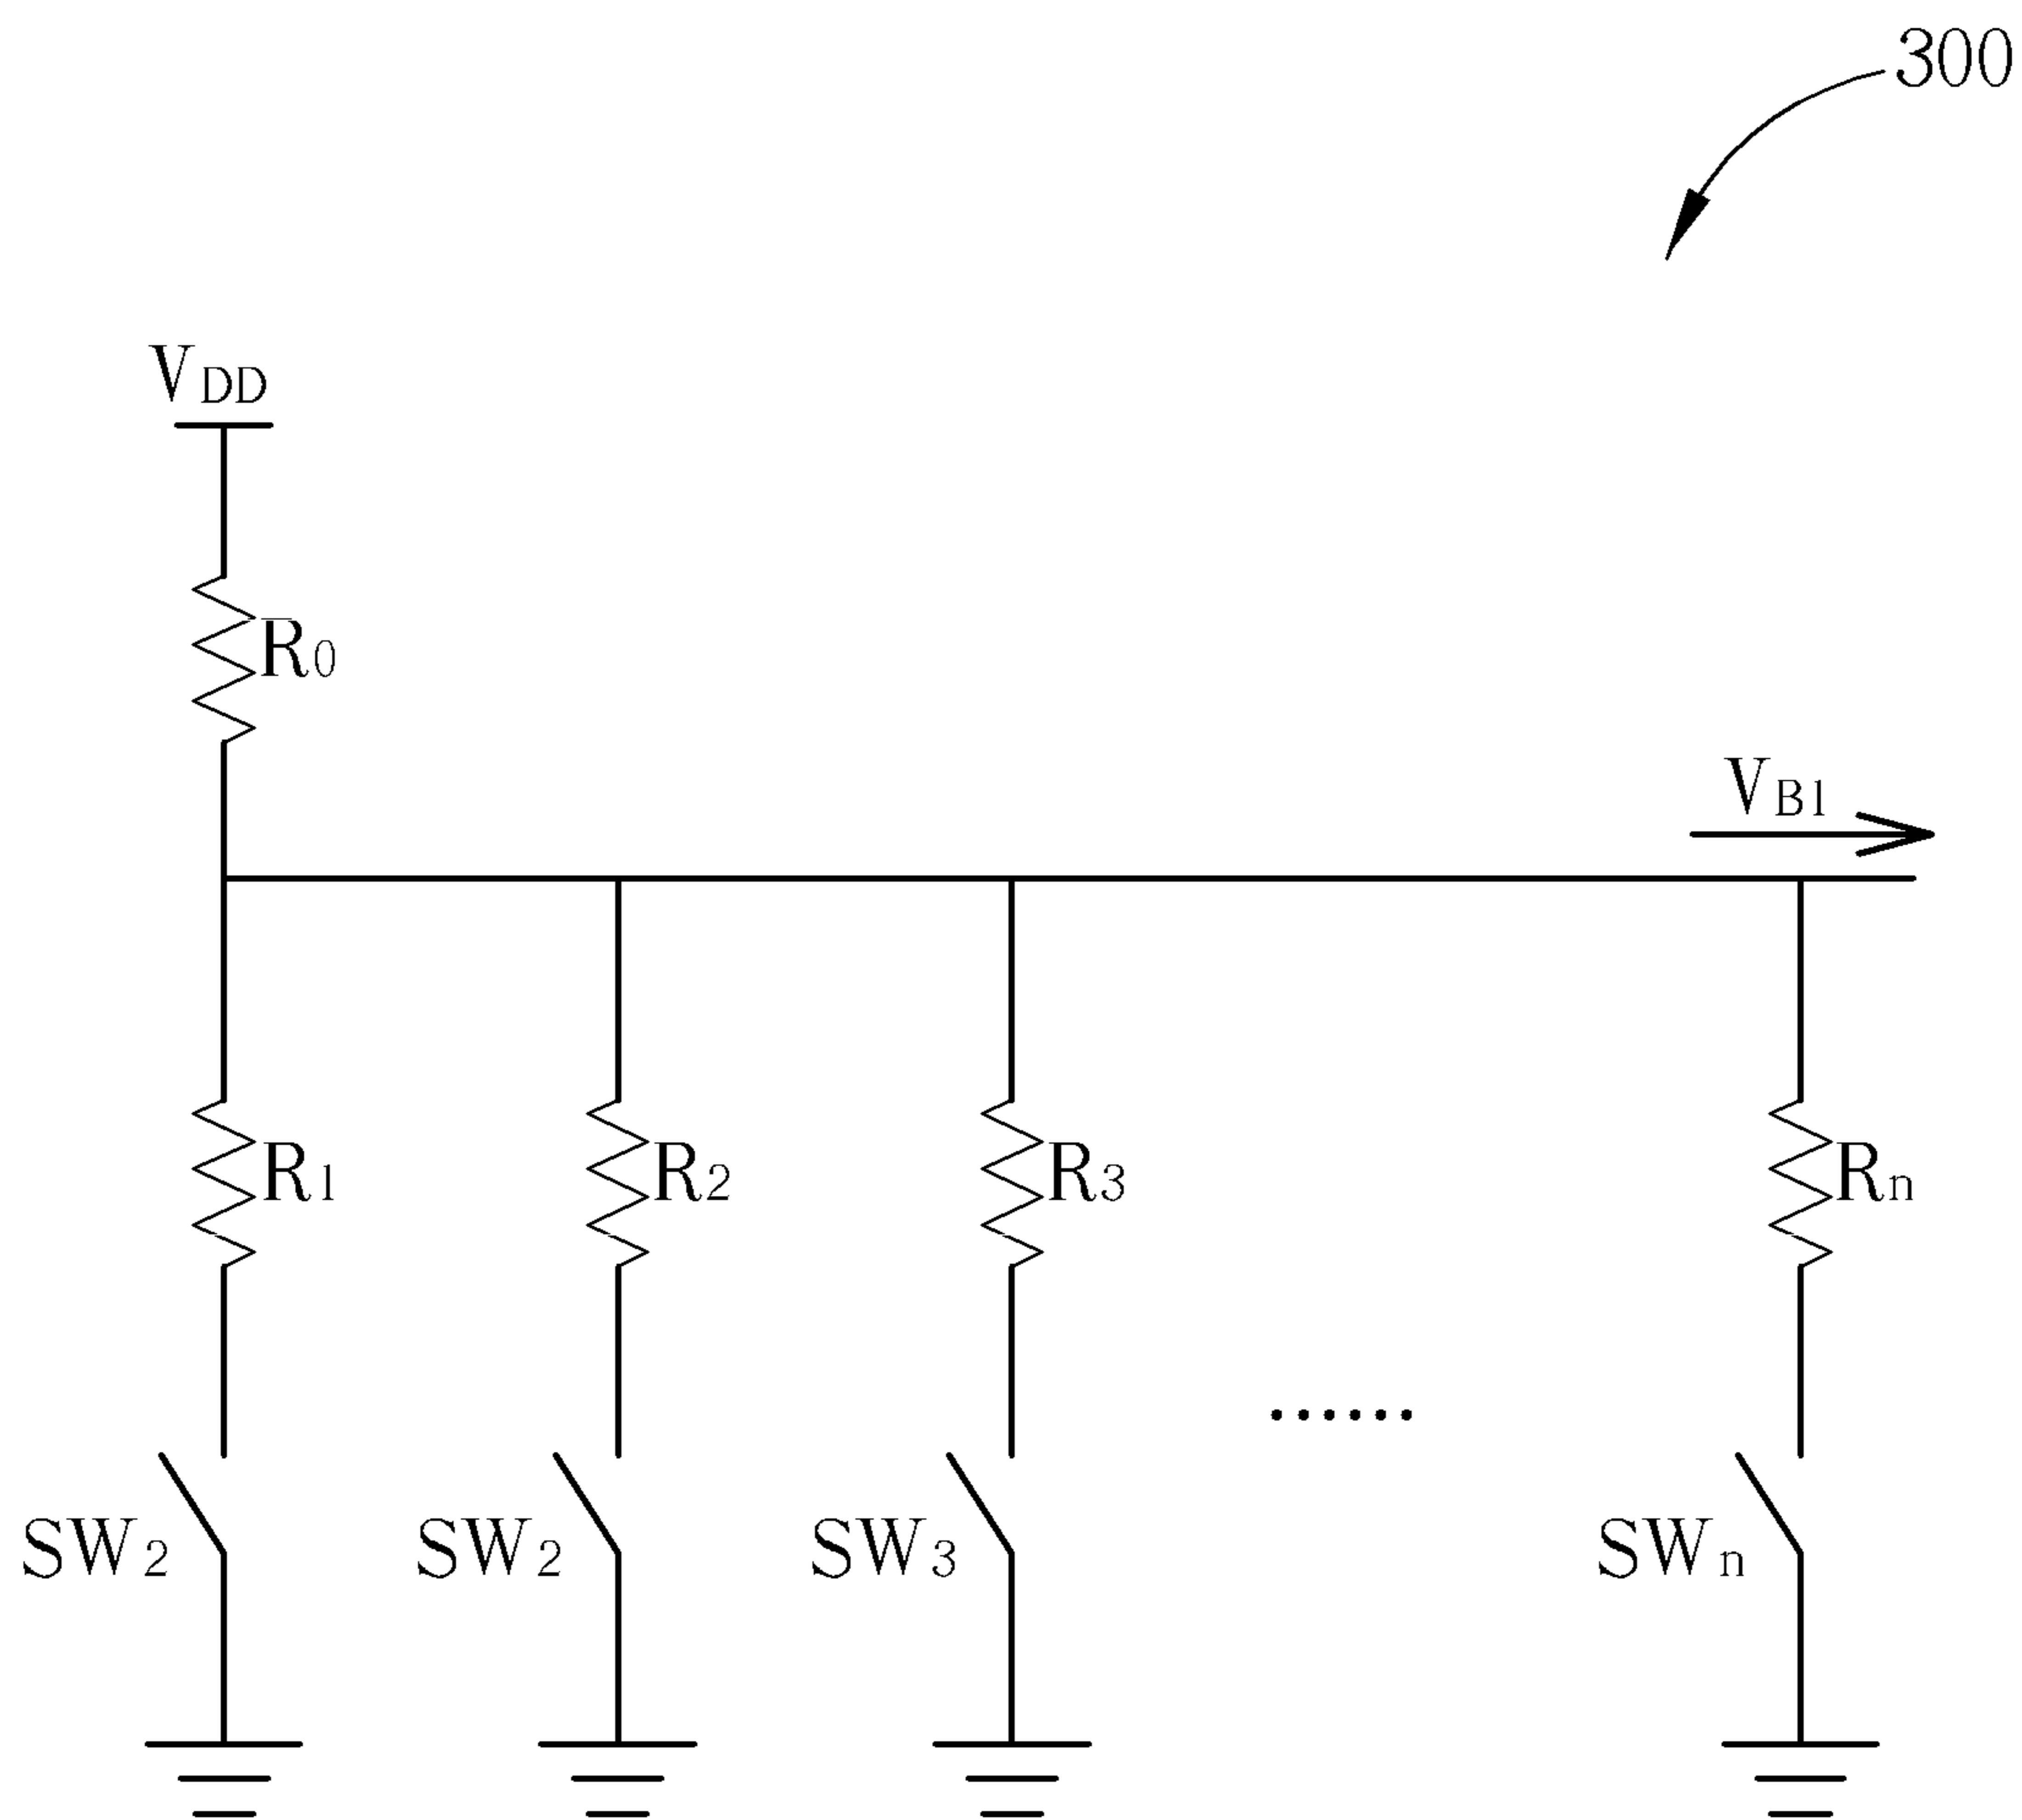 300
VDD
R0
VB1
R1 R2 R3 Rn
......
SW2 SW2 SW3 SWn